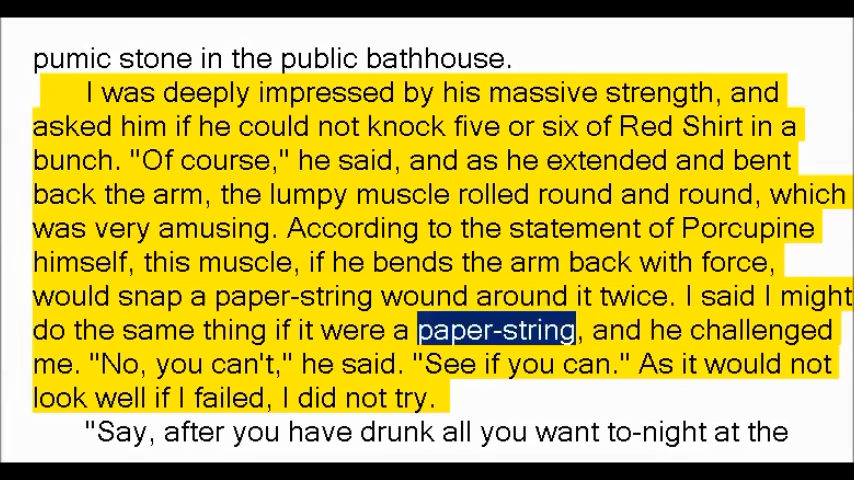 pumic stone in the public bathhouse.
I was deeply impressed by his massive strength, and
asked him if he could not knock five or six of Red Shirt in a
bunch. "Of course," he said, and as he extended and bent
back the arm, the lumpy muscle rolled round and round, which
was very amusing. According to the statement of Porcupine
himself, this muscle, if he bends the arm back with force,
would snap a paper-string wound around it twice. I said I might
do the same thing if it were a paper-string, and he challenged
me. "No, you can't," he said. "See if you can." As it would not
look well if I failed, I did not try.
"Say, after you have drunk all you want to-night at the